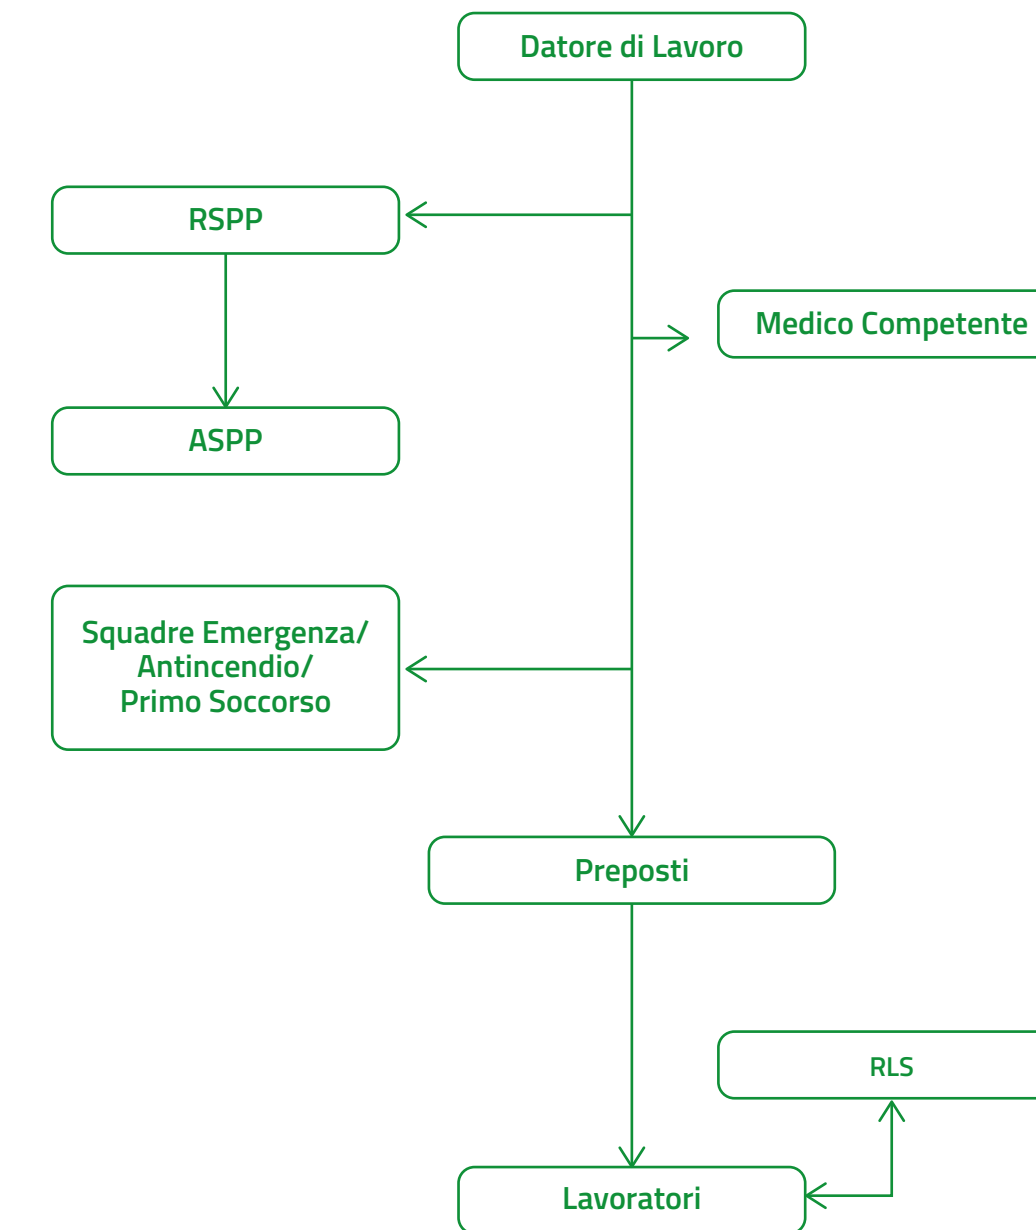 Datore di Lavoro
RSPP
Medico Competente
ASPP
Squadre Emergenza/
Antincendio/
Primo Soccorso
Preposti
RLS
Lavoratori